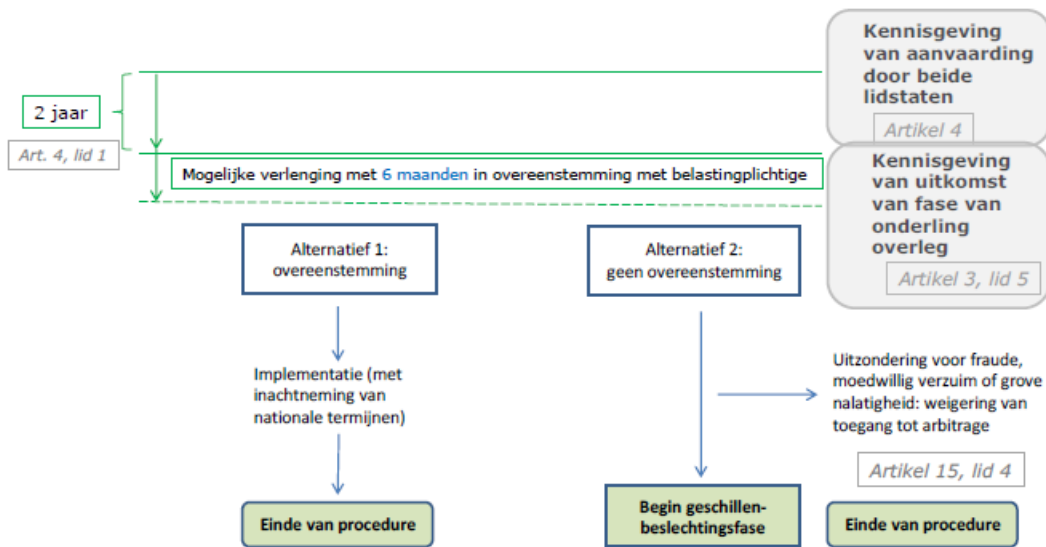 Kennisgeving
van aanvaarding
door beide
lidstaten
Artikel 4
2 jaar
Art. 4, lid 1
Mogelijke verlenging met 6 maanden in overeenstemming met belastingplichtige
Kennisgeving
van uitkomst
van fase van
onderling
overleg
Artikel 3, lid 5
Alternatief 1:
overeenstemming
Alternatief 2:
geen overeenstemming
Implementatie (met
inachtneming van
nationale termijnen)
Uitzondering voor fraude,
moedwillig verzuim of grove
nalatigheid: weigering van
toegang tot arbitrage
Artikel 15, lid 4
Einde van procedure
Begin geschillen-
beslechtingsfase
Einde van procedure